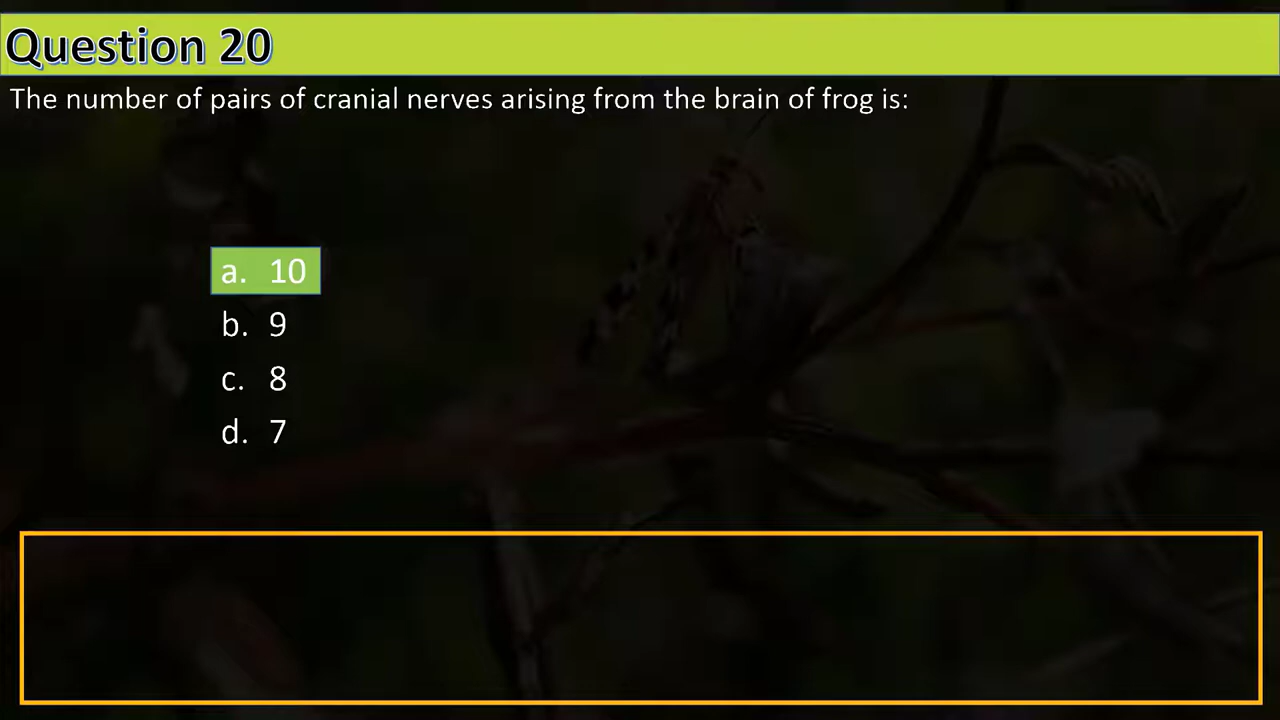 Question 20
The number of pairs of cranial nerves arising from the brain of frog is:
a. 10
b. 9
c. 8
d. 7